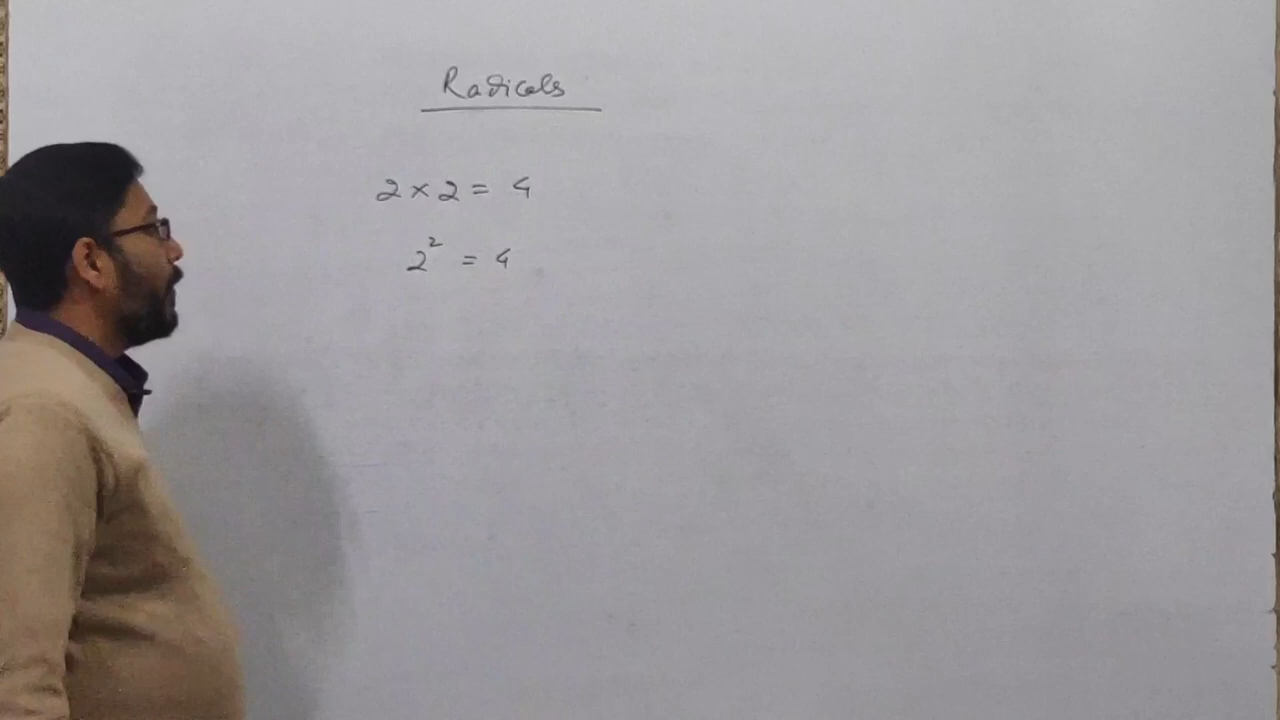 Radicals
2 × 2 = 4
2² = 4